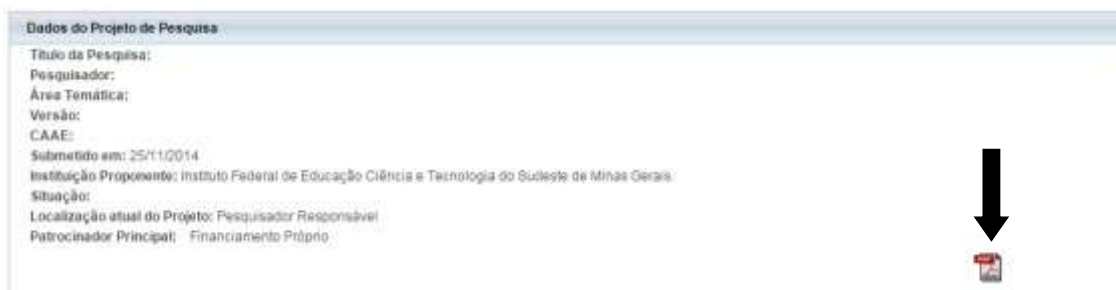 Dados do Projeto de Pesquisa
Título da Pesquisa:
Pesquisador:
Área Temática:
Versão:
CAAE:
Submetido em: 25/11/2014
Instituição Proponente: Instituto Federal de Educação Ciência e Tecnologia do Sudeste de Minas Gerais
Situação:
Localização atual do Projeto: Pesquisador Responsável
Patrocinador Principal: Financiamento Próprio